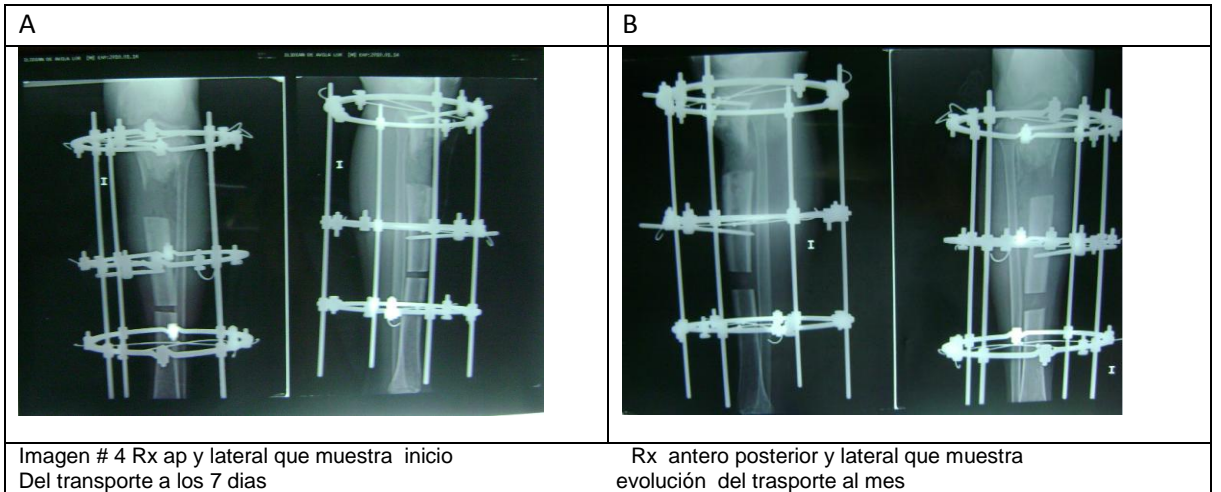 A
B
I
I
I
I
Imagen # 4 Rx ap y lateral que muestra inicio
Del transporte a los 7 dias
Rx antero posterior y lateral que muestra
evolución del trasporte al mes